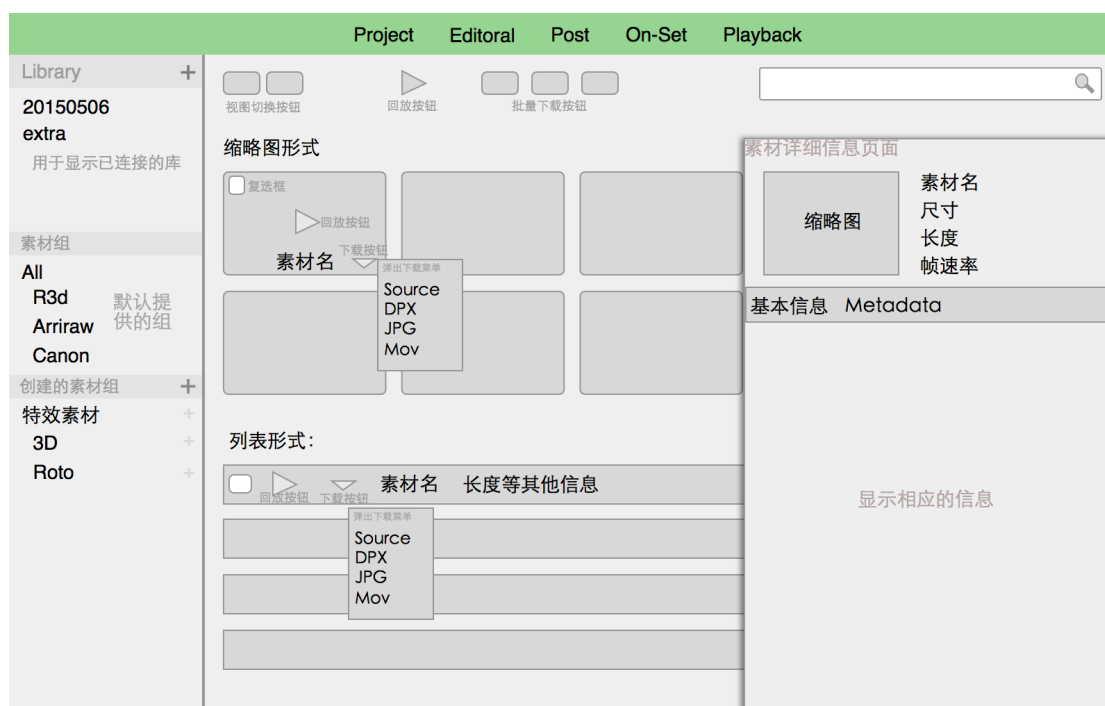 Project Editoral Post On-Set Playback
Library +
20150506
extra
用于显示已连接的库
素材组
All
R3d
Arriraw
Canon
默认提
供的组
创建的素材组 +
特效素材 +
3D +
Roto +
视图切换按钮 回放按钮 批量下载按钮
缩略图形式
复选框
回放按钮
下载按钮
素材名
弹出下载菜单
Source
DPX
JPG
Mov
列表形式:
素材名 长度等其他信息
回放按钮 下载按钮
弹出下载菜单
Source
DPX
JPG
Mov
素材详细信息页面
缩略图
素材名
尺寸
长度
帧速率
基本信息 Metadata
显示相应的信息